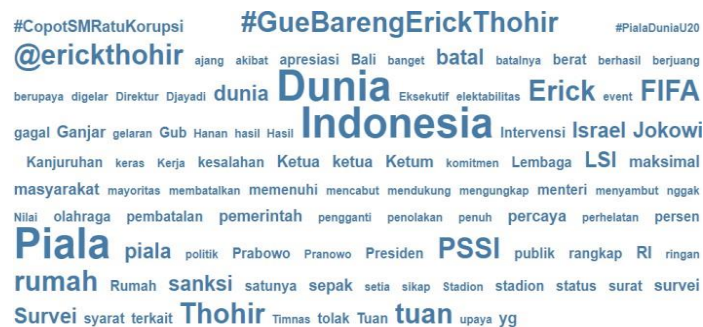 #CopotSMRatuKorupsi #GueBarengErickThohir #PialaDuniaU20
@erickthohir ajang akibat apresiasi Bali banget batal batalnya berat berhasil berjuang
berupaya digelar Direktur Djayadi dunia Dunia Eksekutif elektabilitas Erick event FIFA
gagal Ganjar gelaran Gub Hanan hasil Hasil Indonesia Intervensi Israel Jokowi
Kanjuruhan keras Kerja kesalahan Ketua ketua Ketum komitmen Lembaga LSI maksimal
masyarakat mayoritas membatalkan memenuhi mencabut mendukung mengungkap menteri menyambut nggak
Nilai olahraga pembatalan pemerintah pengganti penolakan penuh percaya perhelatan persen
Piala piala politik Prabowo Pranowo Presiden PSSI publik rangkap RI ringan
rumah Rumah sanksi satunya sepak setia sikap Stadion stadion status surat survei
Survei syarat terkait Thohir Timnas tolak Tuan tuan upaya yg